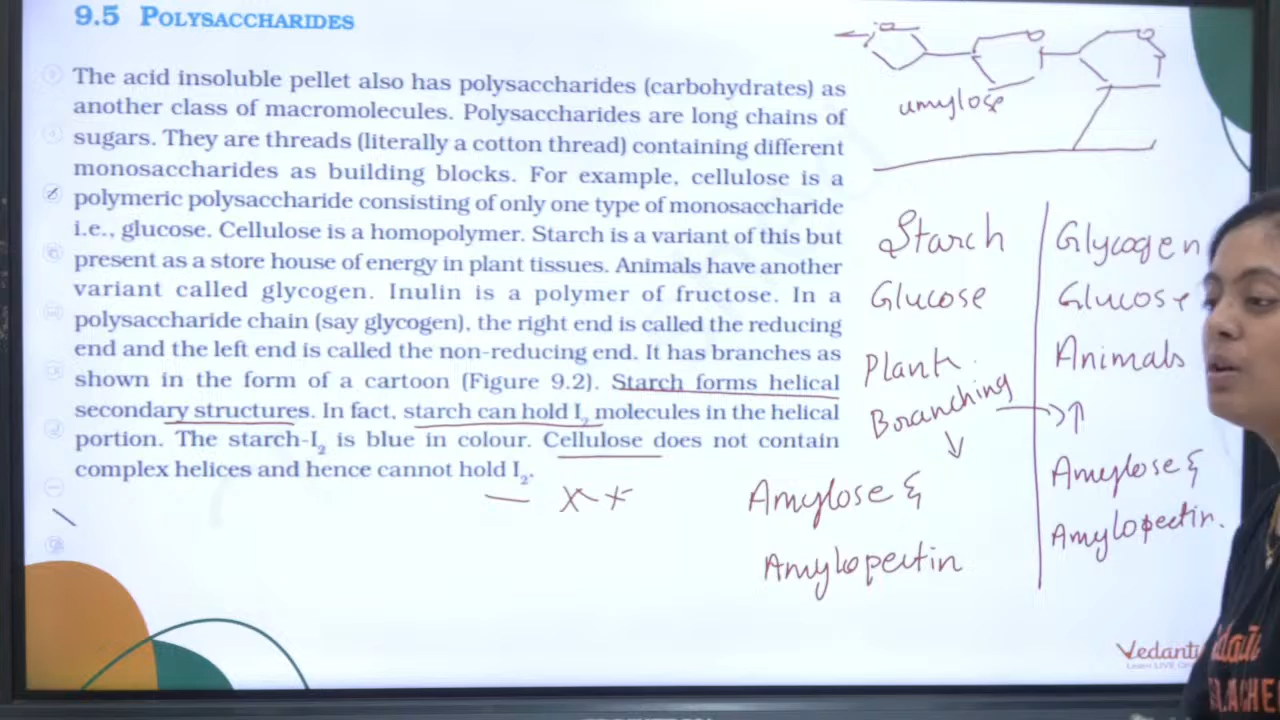 9.5 POLYSACCHARIDES
The acid insoluble pellet also has polysaccharides (carbohydrates) as
another class of macromolecules. Polysaccharides are long chains of
sugars. They are threads (literally a cotton thread) containing different
monosaccharides as building blocks. For example, cellulose is a
polymeric polysaccharide consisting of only one type of monosaccharide
i.e., glucose. Cellulose is a homopolymer. Starch is a variant of this but
present as a store house of energy in plant tissues. Animals have another
variant called glycogen. Inulin is a polymer of fructose. In a
polysaccharide chain (say glycogen), the right end is called the reducing
end and the left end is called the non-reducing end. It has branches as
shown in the form of a cartoon (Figure 9.2). Starch forms helical
secondary structures. In fact, starch can hold I2 molecules in the helical
portion. The starch-I2 is blue in colour. Cellulose does not contain
complex helices and hence cannot hold I2.
amylose
Starch
Glucose
Plant
Branching
Amylose &
Amylopectin
Glycogen
Glucose
Animals
Amylose &
Amylopectin.
Vedantu